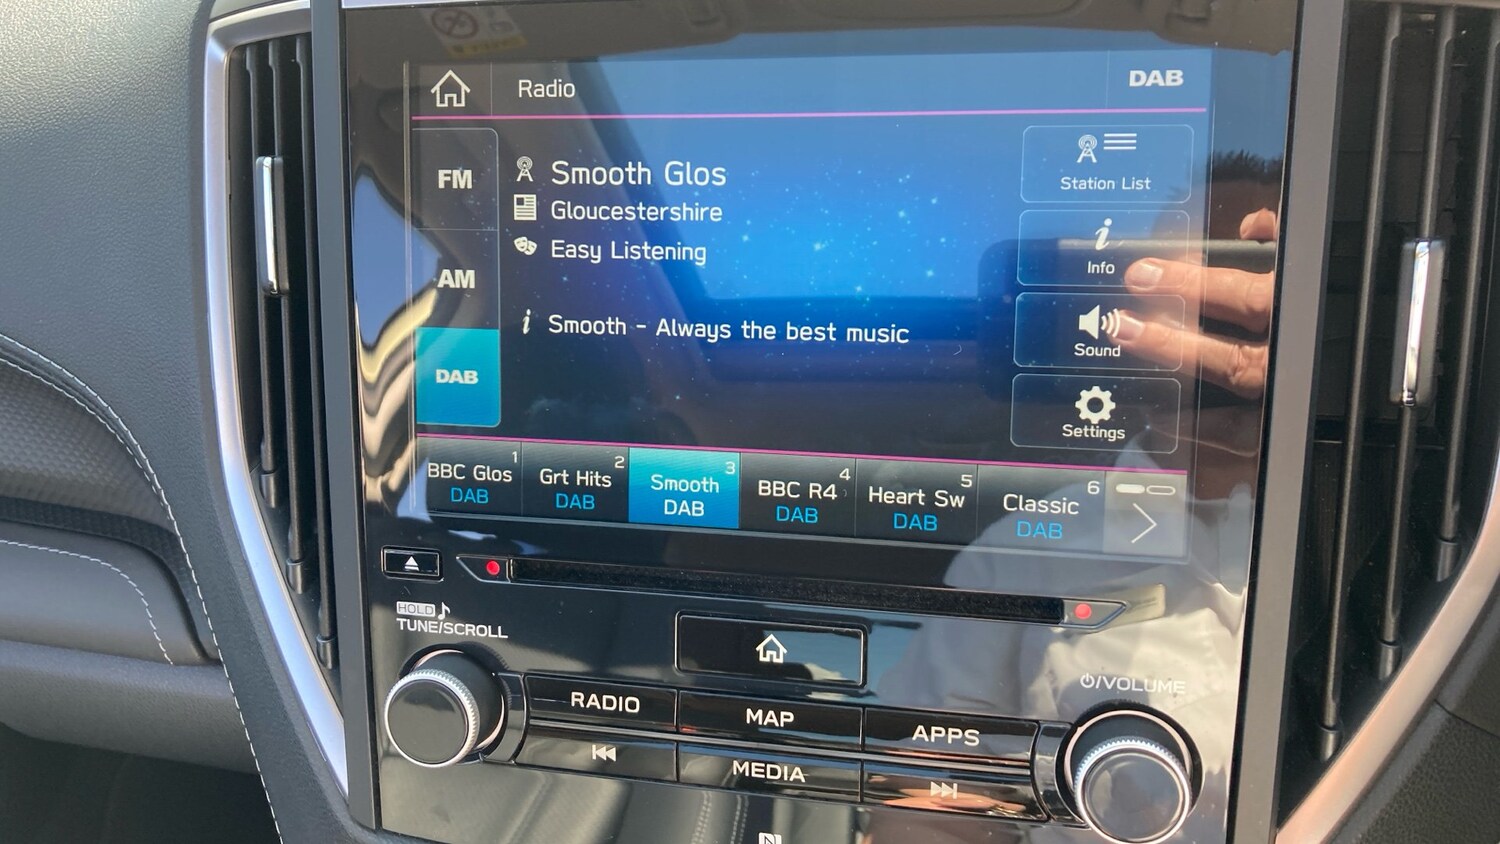 Radio
DAB
FM
AM
DAB
Smooth Glos
Gloucestershire
Easy Listening
i Smooth - Always the best music
Station List
i
Info
Sound
Settings
1
BBC Glos
DAB
2
Grt Hits
DAB
3
Smooth
DAB
4
BBC R4
DAB
5
Heart Sw
DAB
6
Classic
DAB
HOLD
TUNE/SCROLL
/VOLUME
RADIO
MAP
APPS
MEDIA